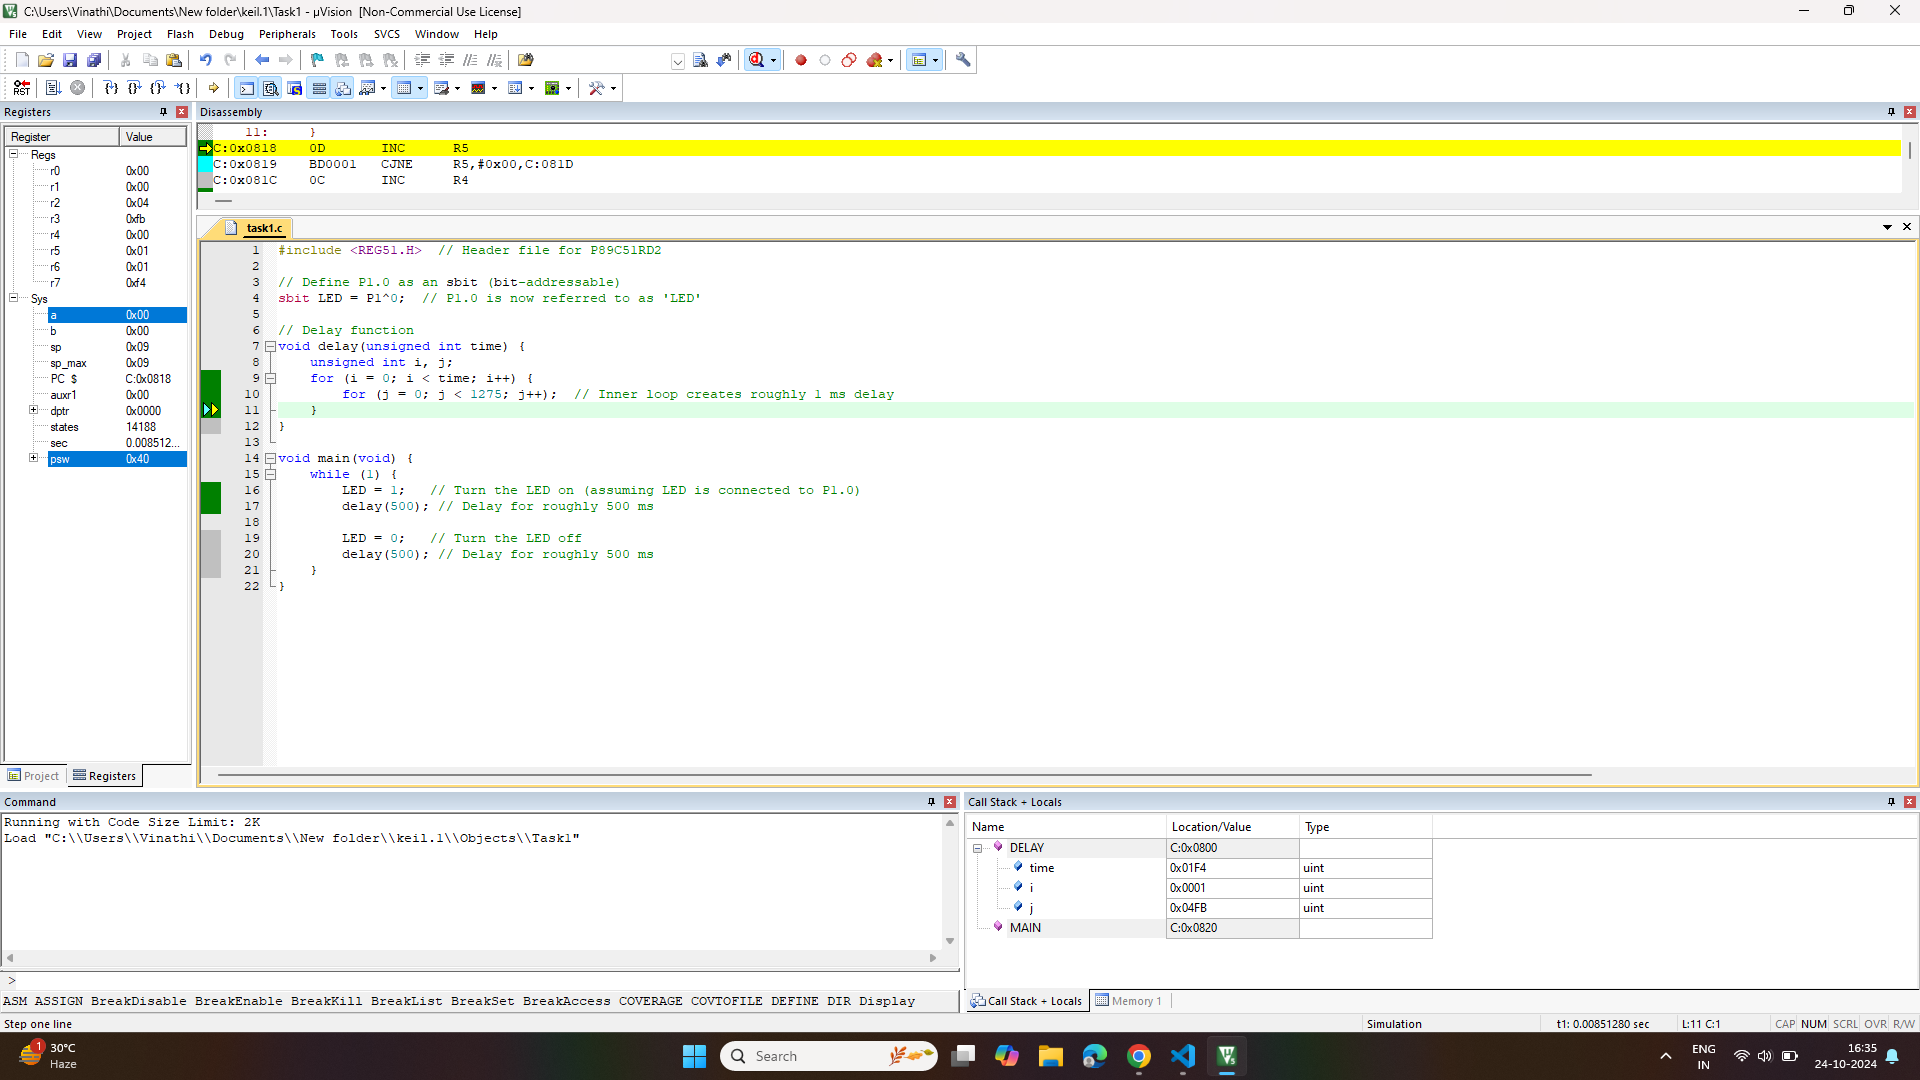 C:\Users\Vinathi\Documents\New folder\keil.1\Task1 - µVision [Non-Commercial Use License]
File Edit View Project Flash Debug Peripherals Tools SVCS Window Help
RST
Registers
Register Value
Regs
r0 0x00
r1 0x00
r2 0x04
r3 0xfb
r4 0x00
r5 0x01
r6 0x01
r7 0xf4
Sys
a 0x00
b 0x00
sp 0x09
sp_max 0x09
PC $ C:0x0818
auxr1 0x00
dptr 0x0000
states 14188
sec 0.008512...
psw 0x40
Project Registers
Disassembly
11: }
C:0x0818 0D INC R5
C:0x0819 BD0001 CJNE R5,#0x00,C:081D
C:0x081C 0C INC R4
task1.c
1 #include <REG51.H> // Header file for P89C51RD2
2
3 // Define P1.0 as an sbit (bit-addressable)
4 sbit LED = P1^0; // P1.0 is now referred to as 'LED'
5
6 // Delay function
7 void delay(unsigned int time) {
8 unsigned int i, j;
9 for (i = 0; i < time; i++) {
10 for (j = 0; j < 1275; j++); // Inner loop creates roughly 1 ms delay
11 }
12 }
13
14 void main(void) {
15 while (1) {
16 LED = 1; // Turn the LED on (assuming LED is connected to P1.0)
17 delay(500); // Delay for roughly 500 ms
18
19 LED = 0; // Turn the LED off
20 delay(500); // Delay for roughly 500 ms
21 }
22 }
Command
Running with Code Size Limit: 2K
Load "C:\\Users\\Vinathi\\Documents\\New folder\\keil.1\\Objects\\Task1"
>
ASM ASSIGN BreakDisable BreakEnable BreakKill BreakList BreakSet BreakAccess COVERAGE COVTOFILE DEFINE DIR Display
Call Stack + Locals
Name Location/Value Type
DELAY C:0x0800
time 0x01F4 uint
i 0x0001 uint
j 0x04FB uint
MAIN C:0x0820
Call Stack + Locals Memory 1
Step one line Simulation t1: 0.00851280 sec L:11 C:1 CAP NUM SCRL OVR R/W
1
30°C
Haze
Search
ENG
IN
16:35
24-10-2024